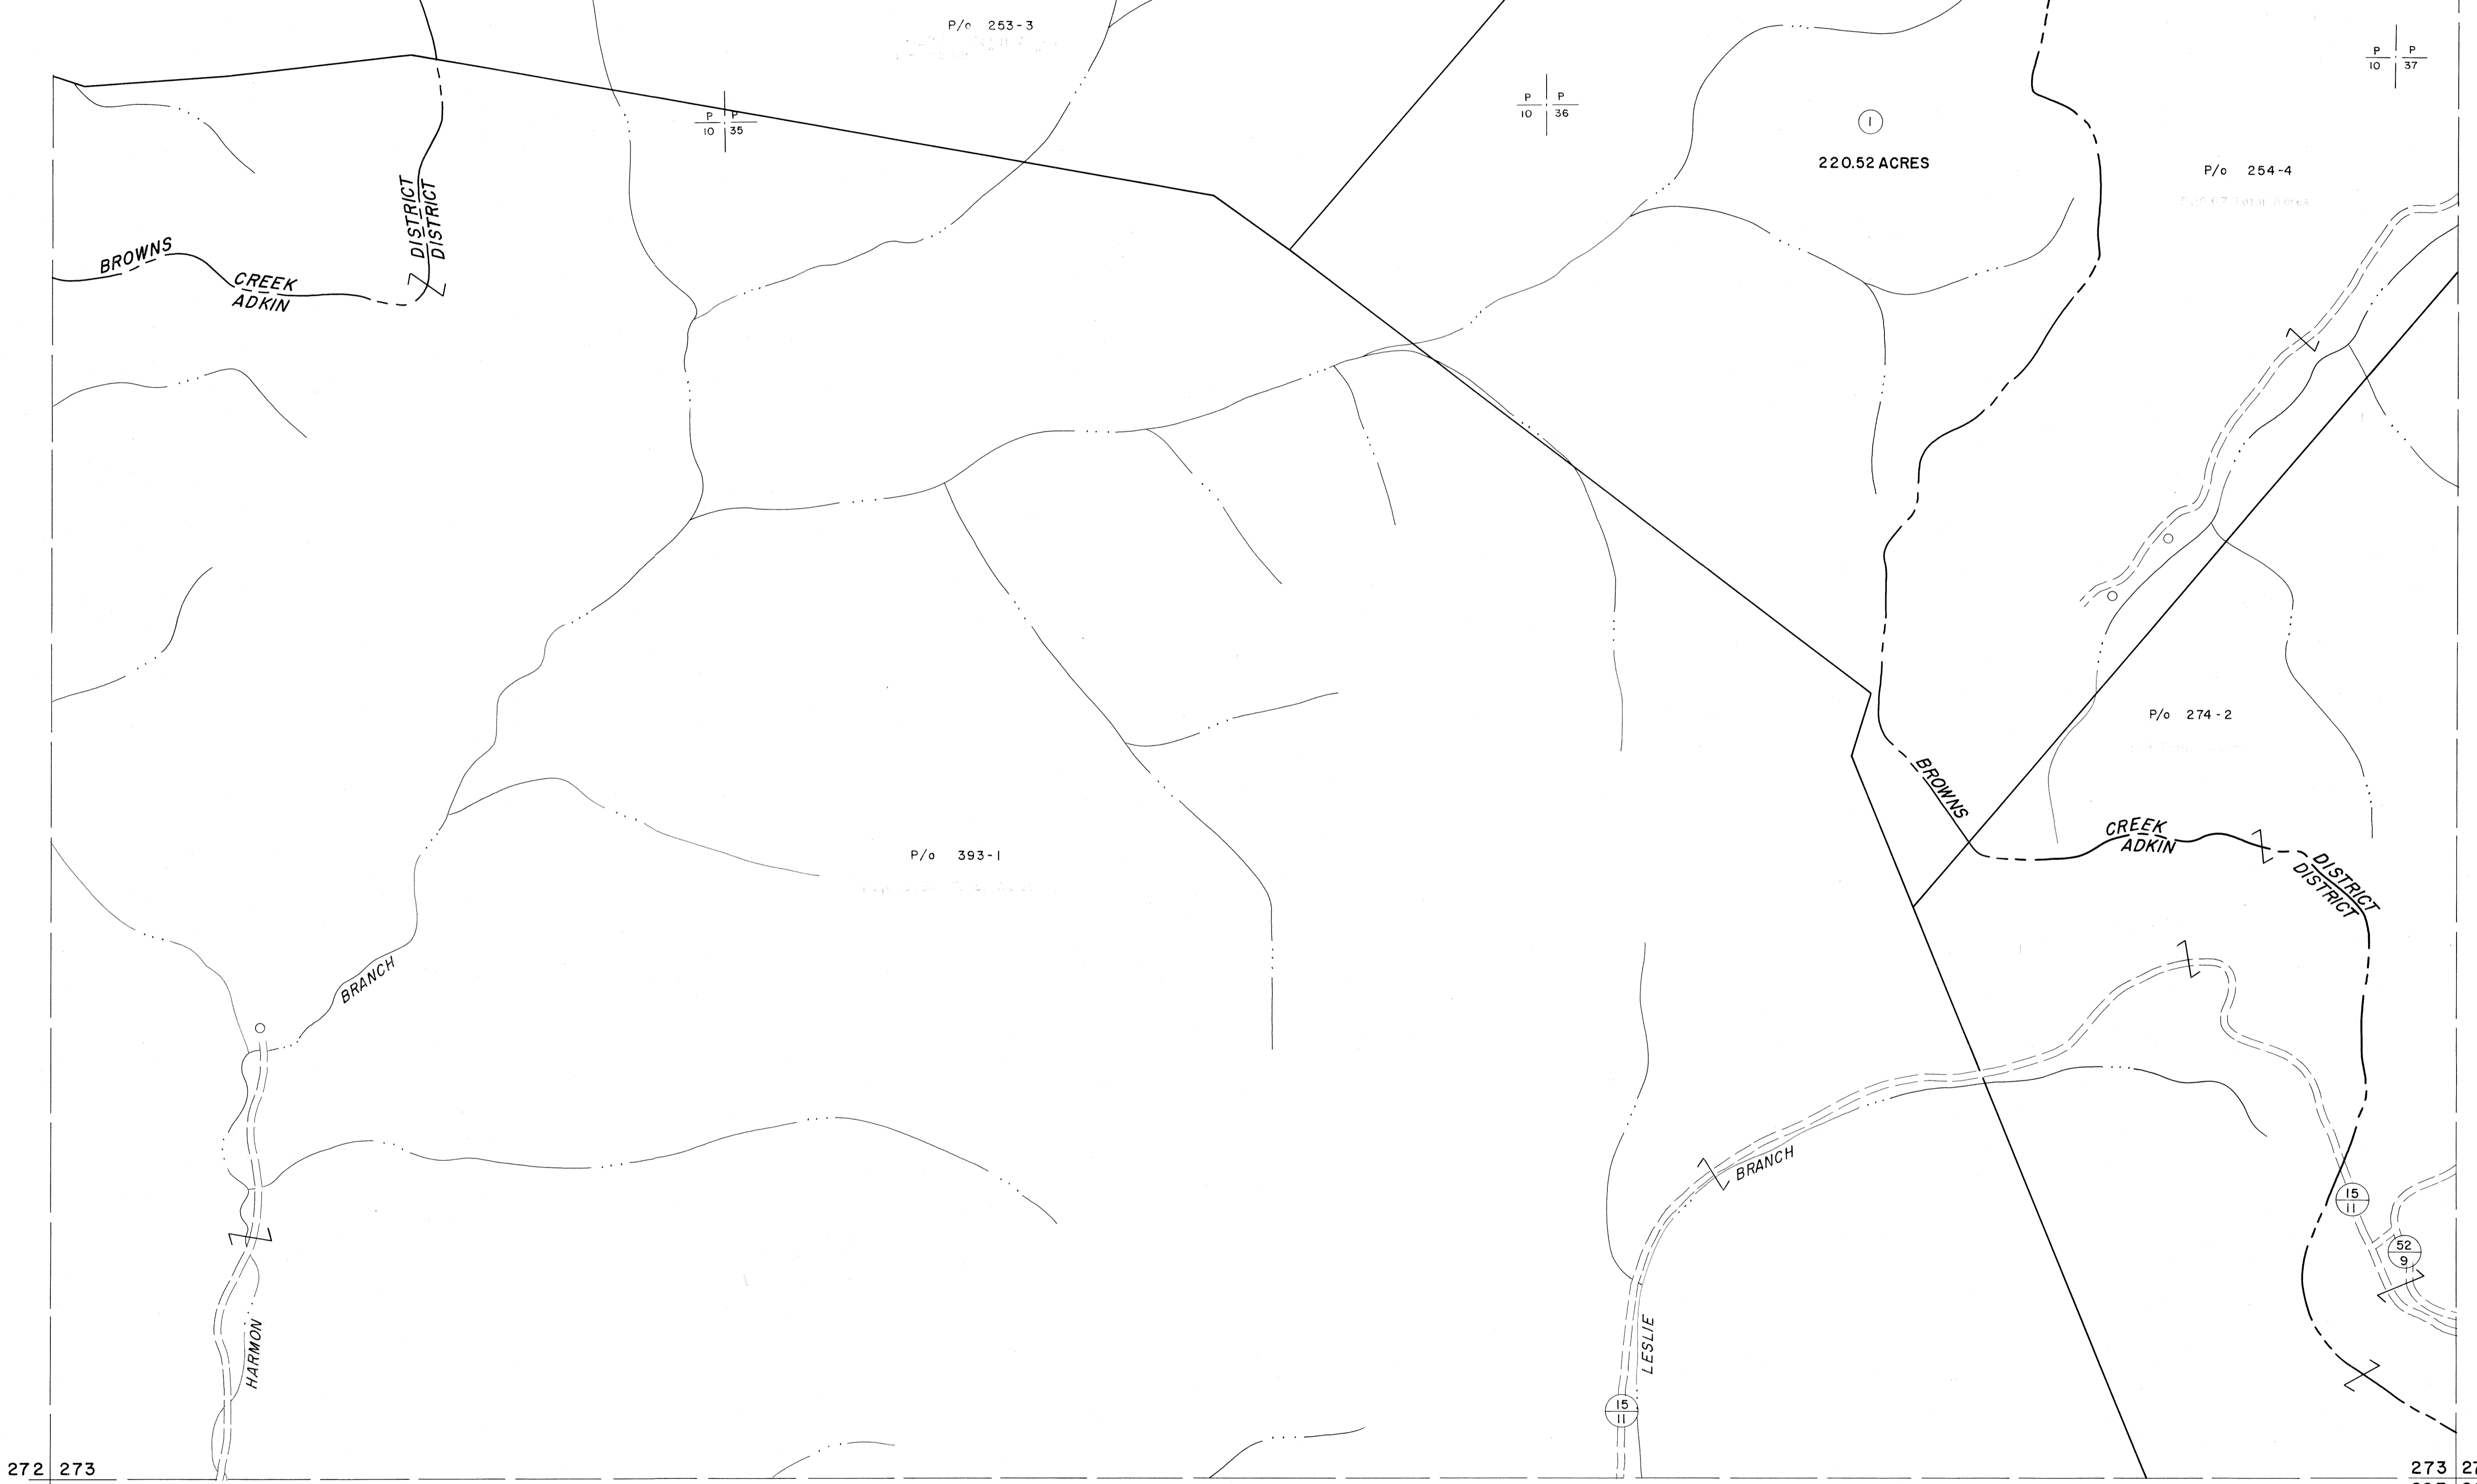 P/o 253-3
P P
10 37
P P
10 36
P P
10 35
1
220.52 ACRES
P/o 254-4
DISTRICT
DISTRICT
BROWNS
CREEK
ADKIN
P/o 274-2
BROWNS
CREEK
ADKIN
DISTRICT
DISTRICT
P/o 393-1
BRANCH
BRANCH
15
11
52
9
HARMON
LESLIE
15
11
272 273
273